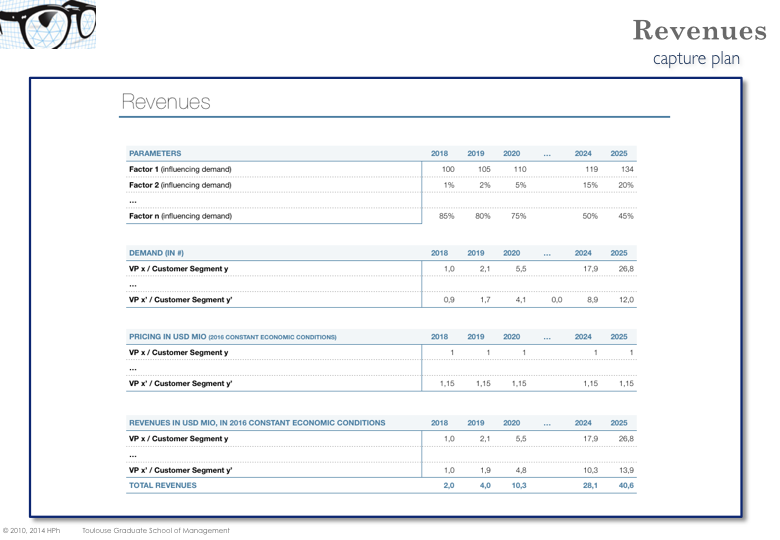 Revenues
capture plan
Revenues
PARAMETERS 2018 2019 2020 ... 2024 2025
Factor 1 (influencing demand) 100 105 110 119 134
Factor 2 (influencing demand) 1% 2% 5% 15% 20%
...
Factor n (influencing demand) 85% 80% 75% 50% 45%
DEMAND (IN #) 2018 2019 2020 ... 2024 2025
VP x / Customer Segment y 1,0 2,1 5,5 17,9 26,8
...
VP x' / Customer Segment y' 0,9 1,7 4,1 0,0 8,9 12,0
PRICING IN USD MIO (2016 CONSTANT ECONOMIC CONDITIONS) 2018 2019 2020 ... 2024 2025
VP x / Customer Segment y 1 1 1 1 1
...
VP x' / Customer Segment y' 1,15 1,15 1,15 1,15 1,15
REVENUES IN USD MIO, IN 2016 CONSTANT ECONOMIC CONDITIONS 2018 2019 2020 ... 2024 2025
VP x / Customer Segment y 1,0 2,1 5,5 17,9 26,8
...
VP x' / Customer Segment y' 1,0 1,9 4,8 10,3 13,9
TOTAL REVENUES 2,0 4,0 10,3 28,1 40,6
© 2010, 2014 HPh Toulouse Graduate School of Management